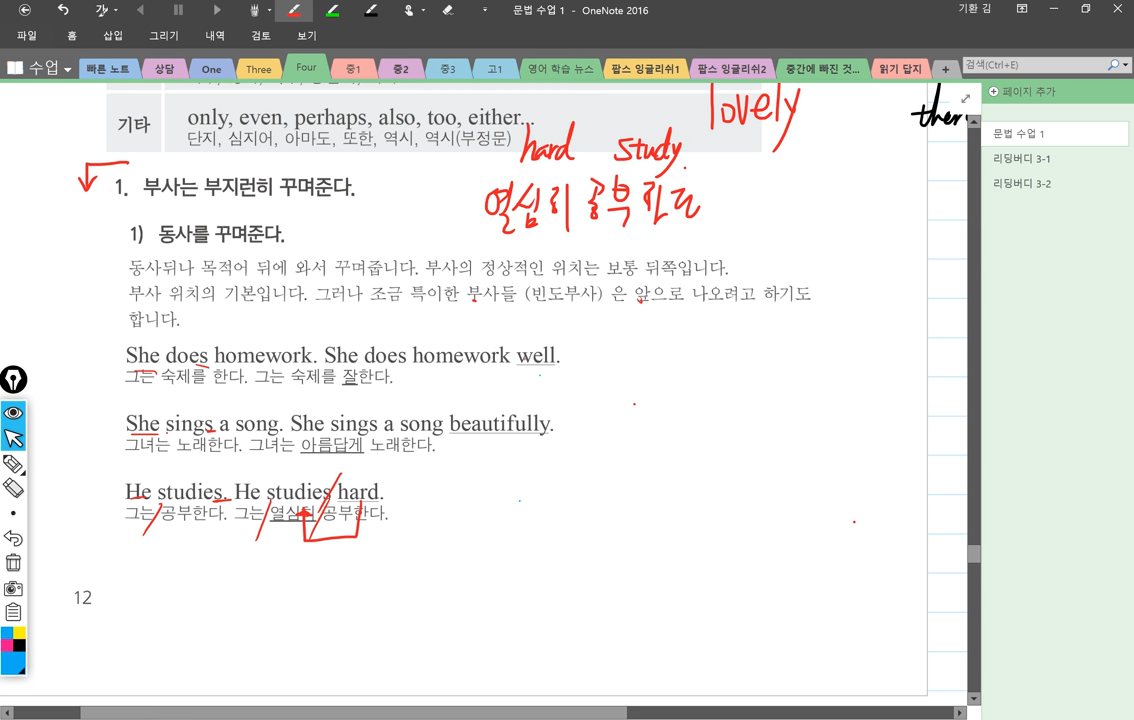 문법 수업 1 - OneNote 2016
기환 김
파일 홈 삽입 그리기 내역 검토 보기
수업 빠른 노트 상담 One Three Four 중1 중2 중3 고1 영어 학습 뉴스 팝스 잉글리쉬1 팝스 잉글리쉬2 중간에 빠진 것... 읽기 답지 + 검색(Ctrl+E)
페이지 추가
문법 수업 1
리딩버디 3-1
리딩버디 3-2
lovely
ther
기타
only, even, perhaps, also, too, either...
단지, 심지어, 아마도, 또한, 역시, 역시(부정문)
hard study
열심히 공부한다
1. 부사는 부지런히 꾸며준다.
1) 동사를 꾸며준다.
동사뒤나 목적어 뒤에 와서 꾸며줍니다. 부사의 정상적인 위치는 보통 뒤쪽입니다.
부사 위치의 기본입니다. 그러나 조금 특이한 부사들 (빈도부사) 은 앞으로 나오려고 하기도
합니다.
She does homework. She does homework well.
그는 숙제를 한다. 그는 숙제를 잘한다.
She sings a song. She sings a song beautifully.
그녀는 노래한다. 그녀는 아름답게 노래한다.
He studies. He studies hard.
그는 공부한다. 그는 열심히 공부한다.
12